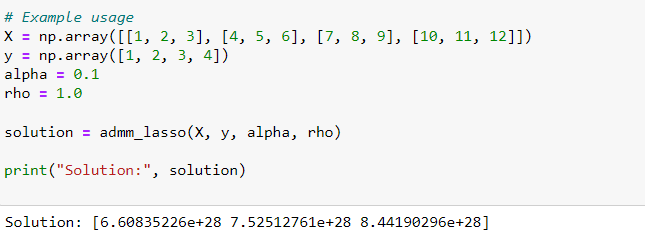 # Example usage
X = np.array([[1, 2, 3], [4, 5, 6], [7, 8, 9], [10, 11, 12]])
y = np.array([1, 2, 3, 4])
alpha = 0.1
rho = 1.0
solution = admm_lasso(X, y, alpha, rho)
print("Solution:", solution)
Solution: [6.60835226e+28 7.52512761e+28 8.44190296e+28]